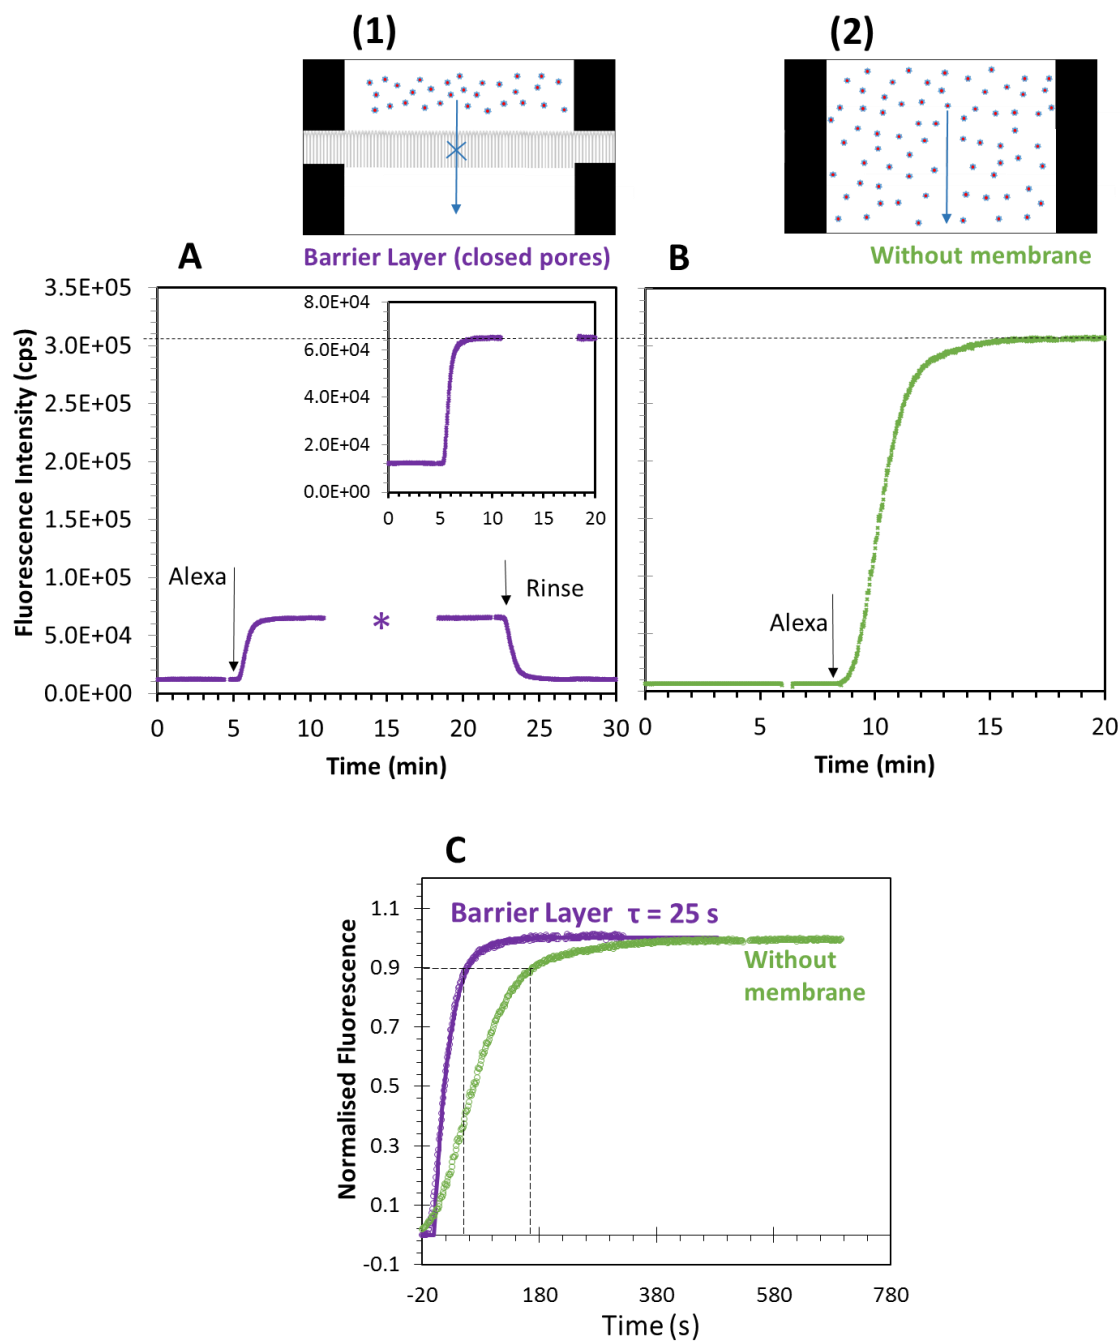 (1)
(2)
Barrier Layer (closed pores)
Without membrane
A
B
Fluorescence Intensity (cps)
3.5E+05
3.0E+05
2.5E+05
2.0E+05
1.5E+05
1.0E+05
5.0E+04
0.0E+00
8.0E+04
6.0E+04
4.0E+04
2.0E+04
0.0E+00
0 5 10 15 20
Alexa
*
Rinse
0 5 10 15 20 25 30
Time (min)
Alexa
0 5 10 15 20
Time (min)
C
Normalised Fluorescence
1.1
0.9
0.7
0.5
0.3
0.1
-0.1
Barrier Layer τ = 25 s
Without
membrane
-20 180 380 580 780
Time (s)